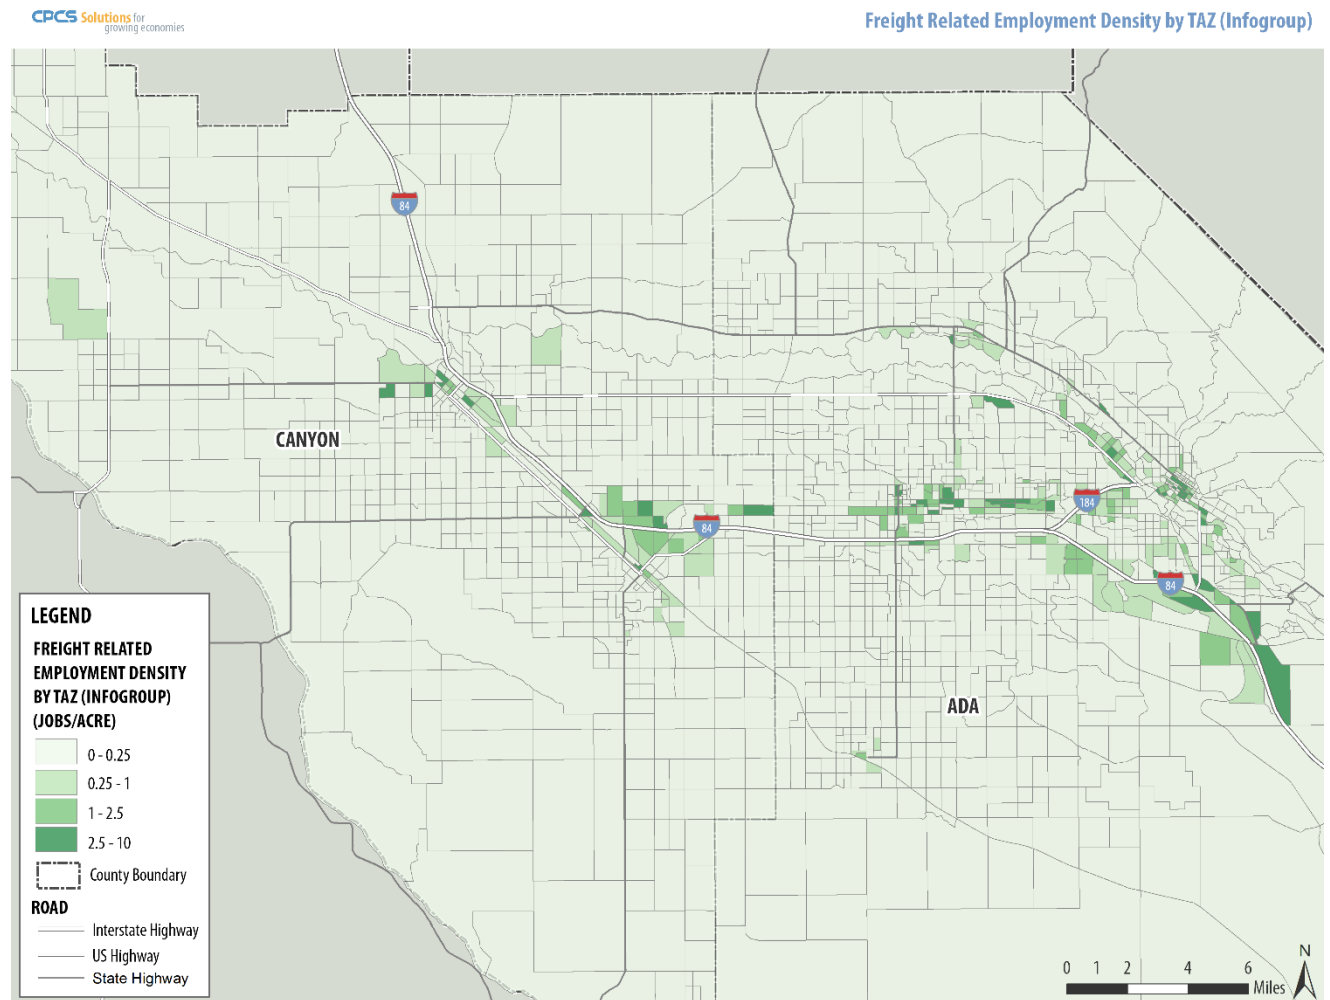 CPCS Solutions for
growing economies
Freight Related Employment Density by TAZ (Infogroup)
84
CANYON
184
84
84
ADA
LEGEND
FREIGHT RELATED
EMPLOYMENT DENSITY
BY TAZ (INFOGROUP)
(JOBS/ACRE)
0 - 0.25
0.25 - 1
1 - 2.5
2.5 - 10
County Boundary
ROAD
Interstate Highway
US Highway
State Highway
N
0 1 2 4 6
Miles